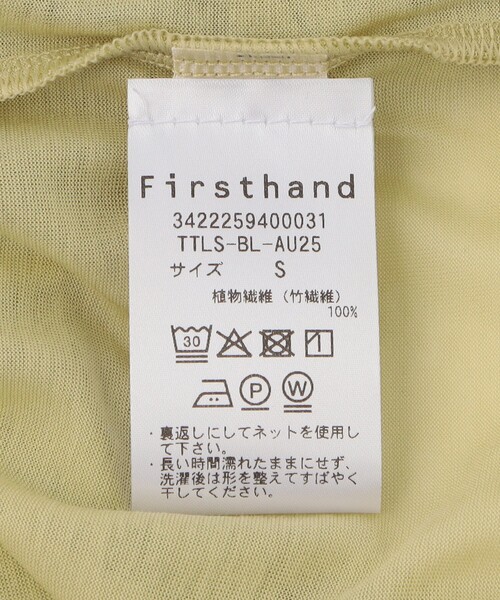 Firsthand
3422259400031
TTLS-BL-AU25
サイズ S
植物繊維（竹繊維）
100%
30
P
W
・裏返しにしてネットを使用し
て下さい。
・長い時間濡れたままにせず、
洗濯後は形を整えてすばやく
干してください。